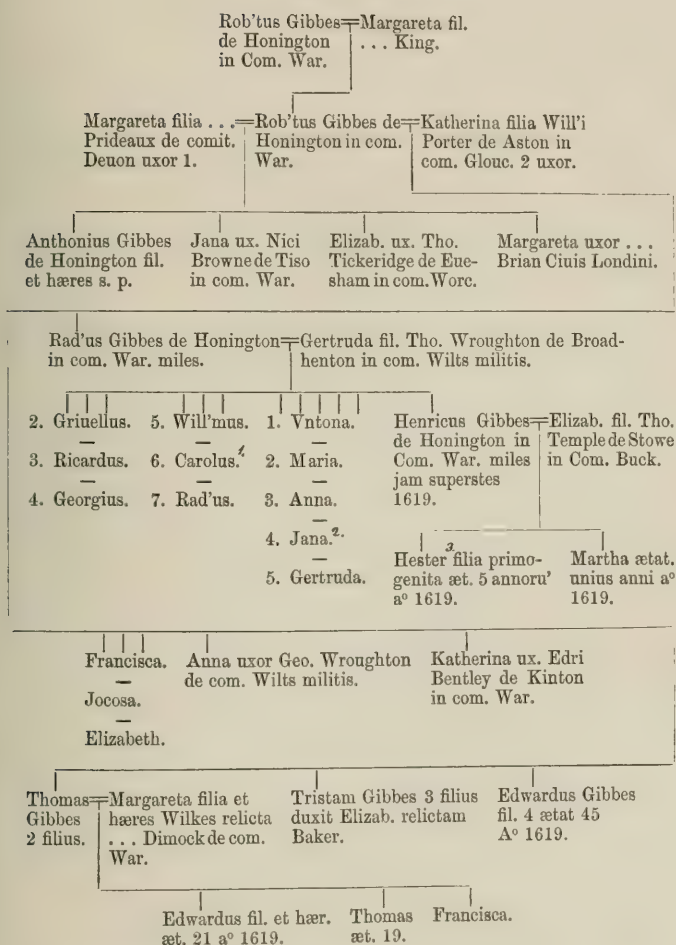 Rob'tus Gibbes
de Honington
in Com. War.
Margareta fil.
. . . King.
Margareta filia . . .
Prideaux de comit.
Deuon uxor 1.
Rob'tus Gibbes de
Honington in com.
War.
Katherina filia Will'i
Porter de Aston in
com. Glouc. 2 uxor.
Anthonius Gibbes
de Honington fil.
et hæres s. p.
Jana ux. Nici
Browne de Tiso
in com. War.
Elizab. ux. Tho.
Tickeridge de Eue-
sham in com. Worc.
Margareta uxor . . .
Brian Ciuis Londini.
Rad'us Gibbes de Honington
in com. War. miles.
Gertruda fil. Tho. Wroughton de Broad-
henton in com. Wilts militis.
2. Griuellus.
3. Ricardus.
4. Georgius.
5. Will'mus.
6. Carolus.
7. Rad'us.
1. Vntona.
2. Maria.
3. Anna.
4. Jana. 2.
5. Gertruda.
Henricus Gibbes
de Honington in
Com. War. miles
jam superstes
1619.
Elizab. fil. Tho.
Temple de Stowe
in Com. Buck.
3
Hester filia primo-
genita æt. 5 annoru'
aº 1619.
Martha ætat.
unius anni aº
1619.
Francisca.
Jocosa.
Elizabeth.
Anna uxor Geo. Wroughton
de com. Wilts militis.
Katherina ux. Edri
Bentley de Kinton
in com. War.
Thomas
Gibbes
2 filius.
Margareta filia et
hæres Wilkes relicta
. . . Dimock de com.
War.
Tristam Gibbes 3 filius
duxit Elizab. relictam
Baker.
Edwardus Gibbes
fil. 4 ætat 45
Aº 1619.
Edwardus fil. et hær.
æt. 21 aº 1619.
Thomas
æt. 19.
Francisca.